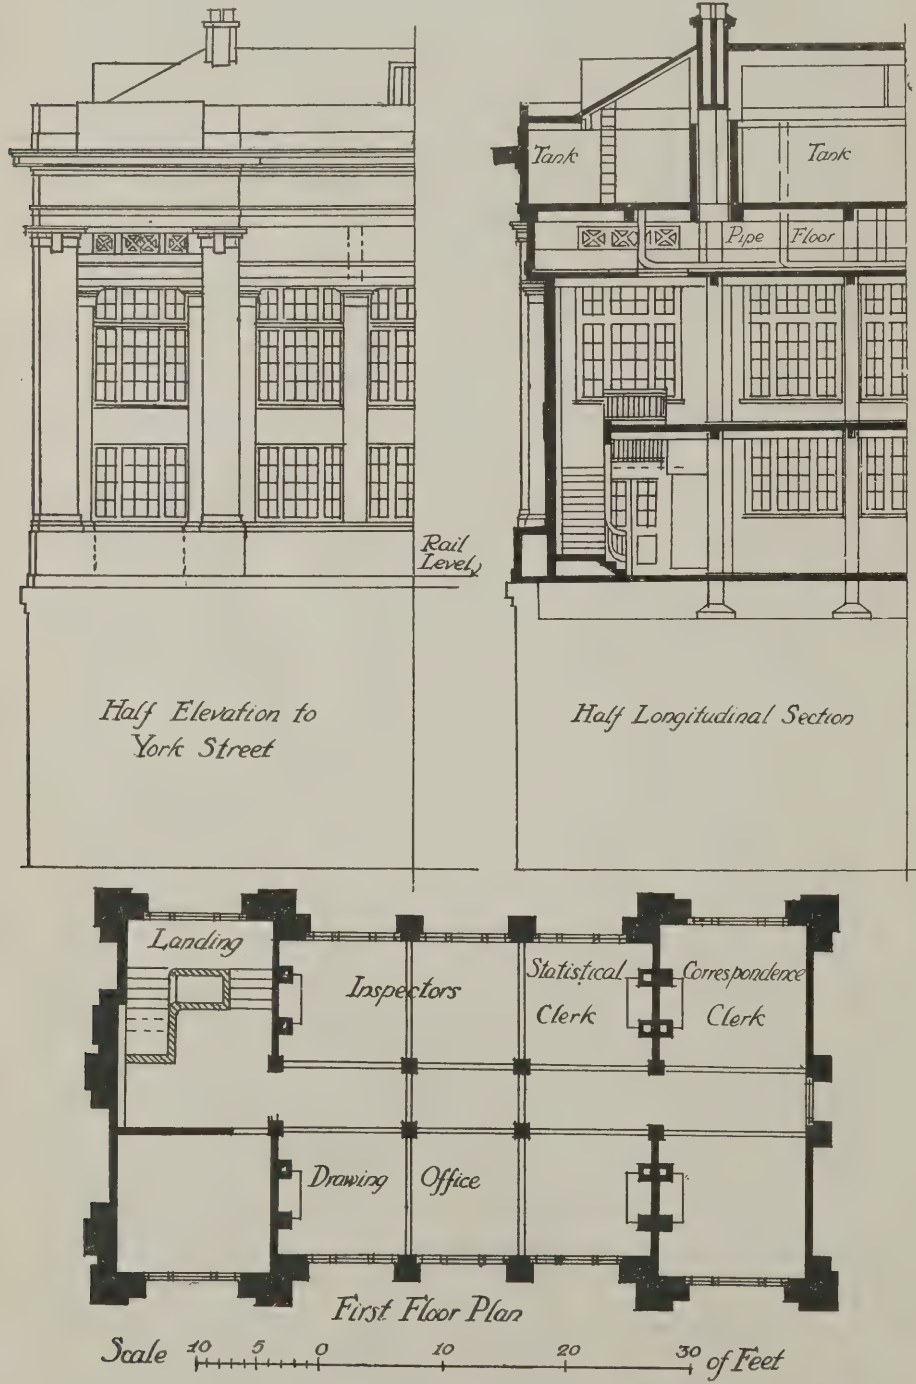 Tank
Tank
Pipe Floor
Rail
Level
Half Elevation to
York Street
Half Longitudinal Section
Landing
Inspectors
Statistical
Clerk
Correspondence
Clerk
Drawing Office
First Floor Plan
Scale 10 5 0 10 20 30 of Feet